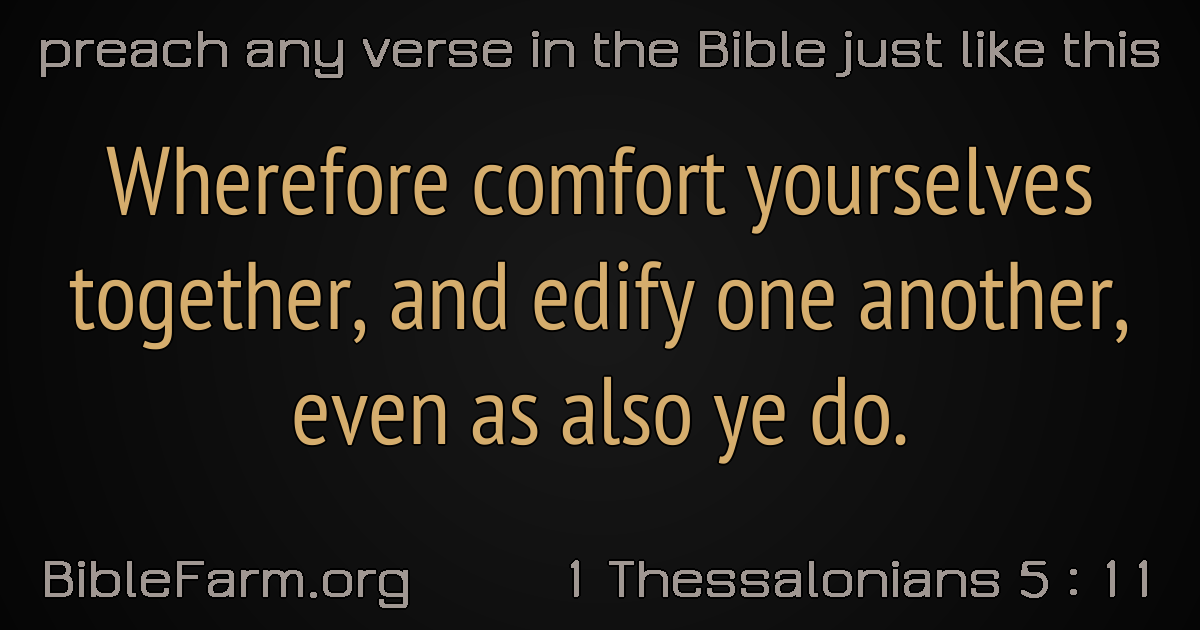 preach any verse in the Bible just like this
Wherefore comfort yourselves
together, and edify one another,
even as also ye do.
BibleFarm.org
1 Thessalonians 5 : 11